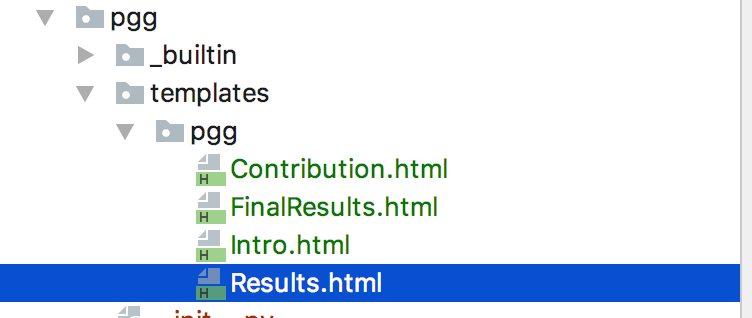 pgg
_builtin
templates
pgg
H Contribution.html
H FinalResults.html
H Intro.html
H Results.html